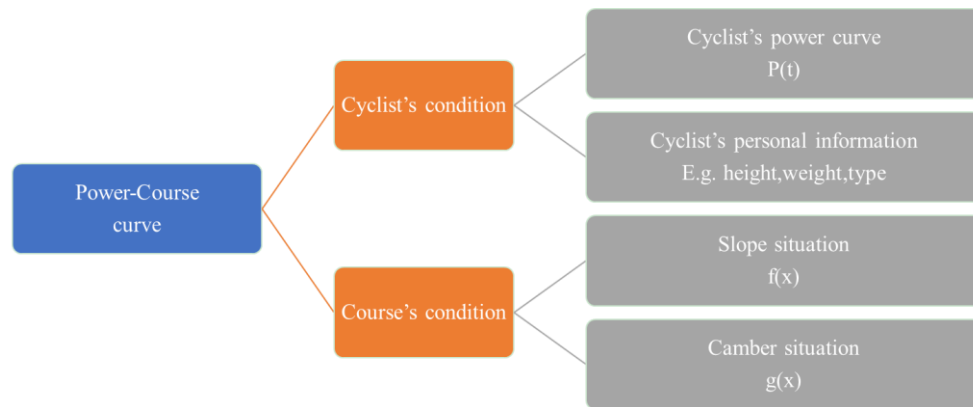 Power-Course
curve
Cyclist's condition
Course's condition
Cyclist's power curve
P(t)
Cyclist's personal information
E.g. height,weight,type
Slope situation
f(x)
Camber situation
g(x)